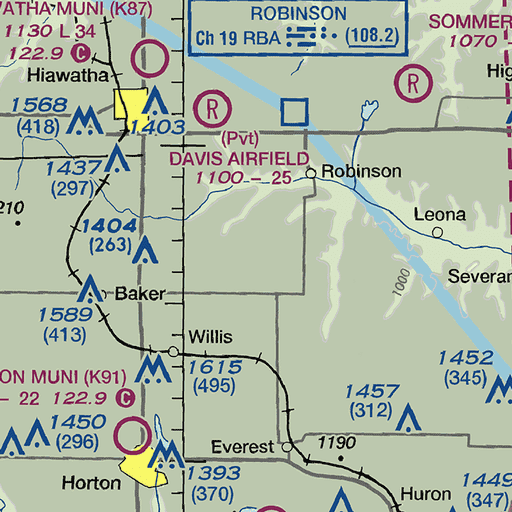 WATHA MUNI (K87)
1130 L 34
122.9 C
Hiawatha
ROBINSON
Ch 19 RBA (108.2)
SOMMER
1070 -
Hig
R
R
1568
(418)
1403
(Pvt)
DAVIS AIRFIELD
1100 - 25
1437
(297)
Robinson
210
1404
(263)
Leona
Severan
1000
Baker
1589
(413)
Willis
1615
(495)
1452
(345)
ON MUNI (K91)
- 22 122.9 C
1457
(312)
1450
(296)
Everest
1190
1393
(370)
Horton
Huron
1449
(347)